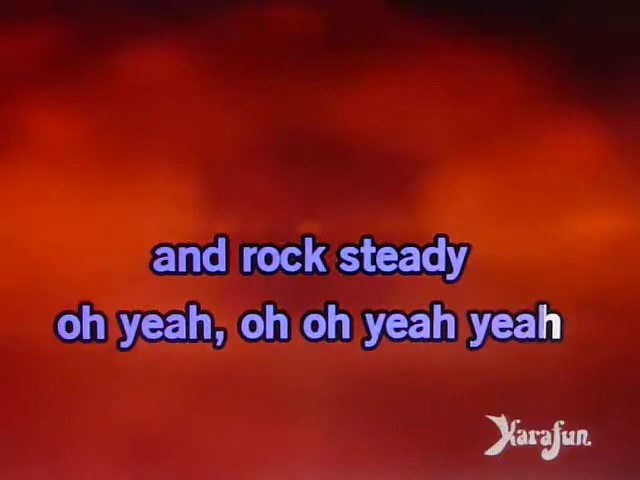 and rock steady
oh yeah, oh oh yeah yeah
Karafun